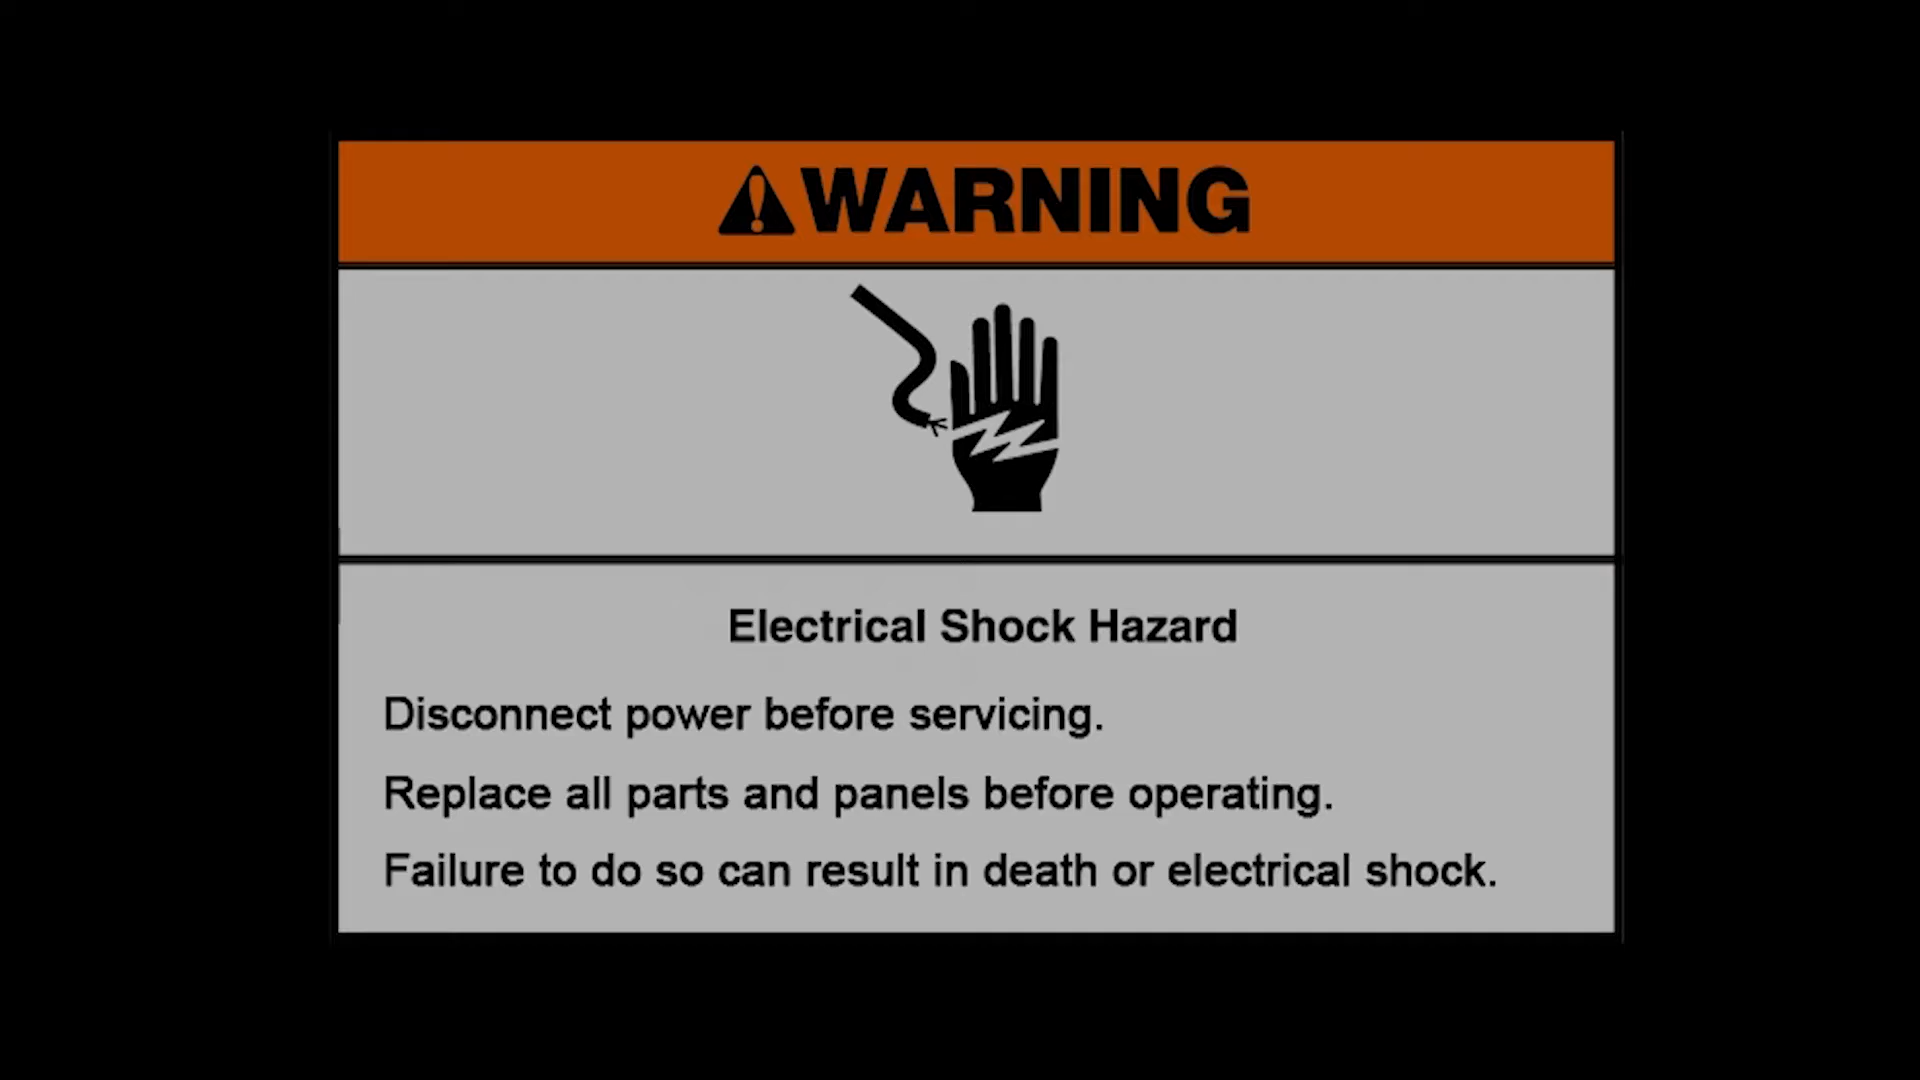 WARNING
Electrical Shock Hazard
Disconnect power before servicing.
Replace all parts and panels before operating.
Failure to do so can result in death or electrical shock.